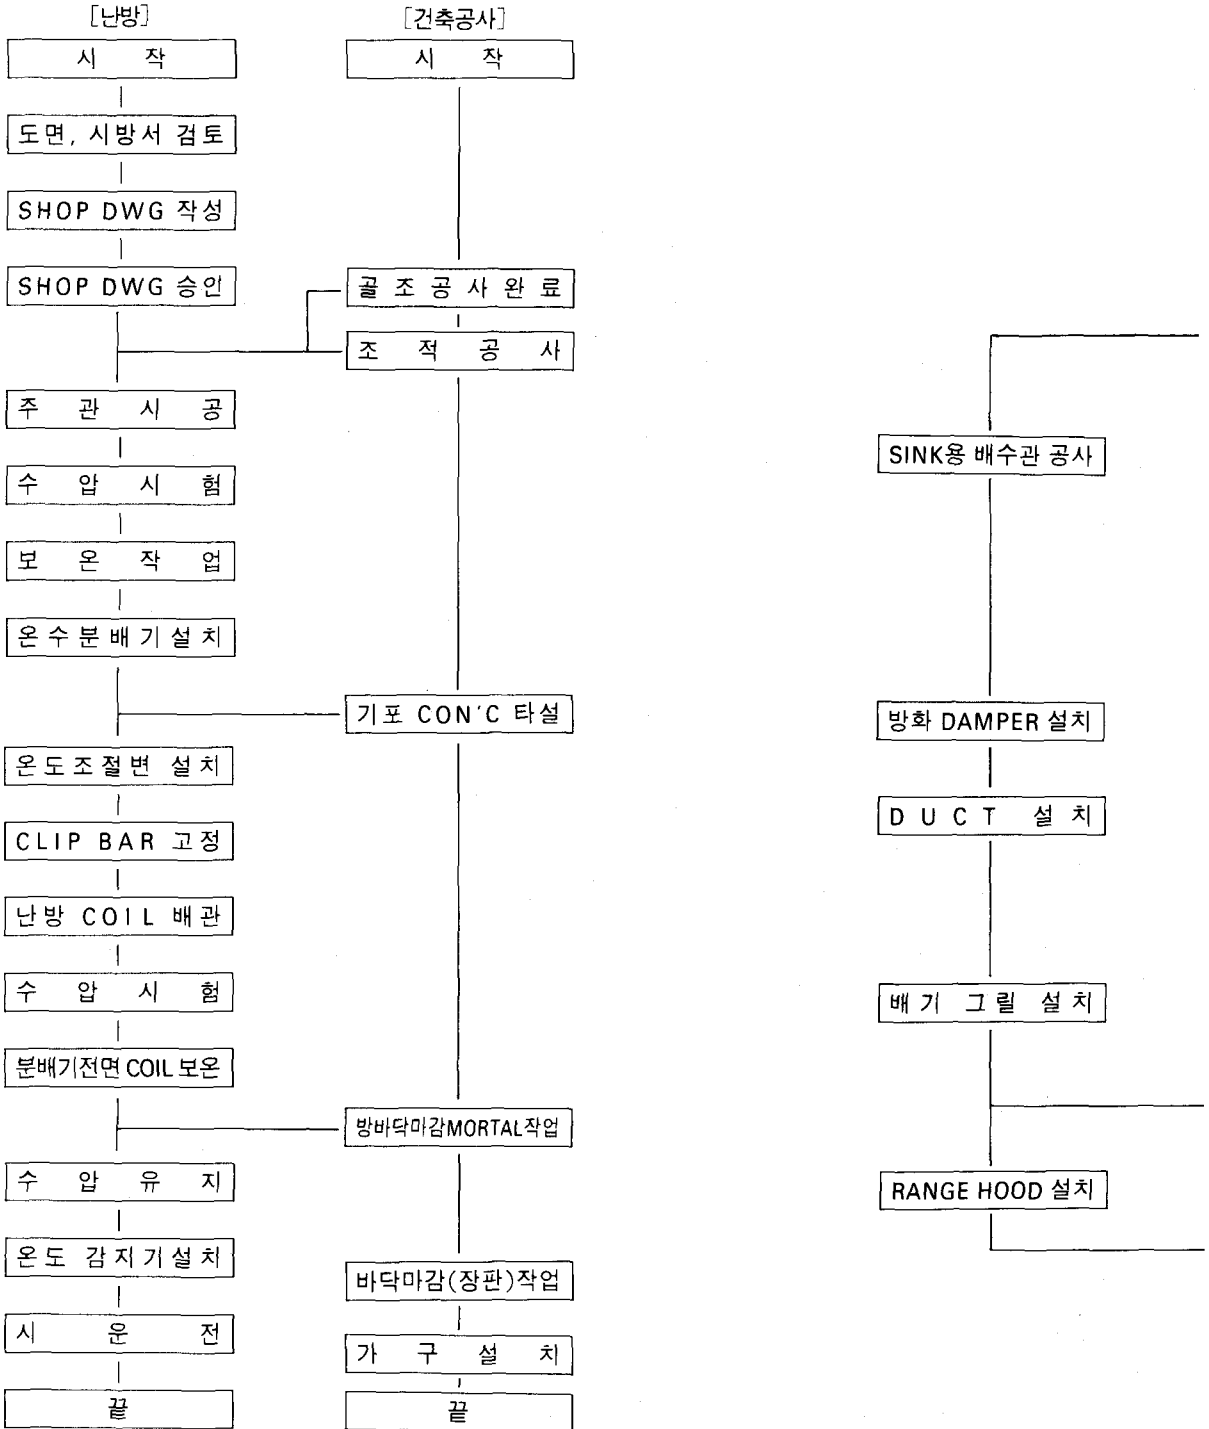 [난방]
시 작
도면, 시방서 검토
SHOP DWG 작성
SHOP DWG 승인
주 관 시 공
수 압 시 험
보 온 작 업
온수분배기설치
온도조절변 설치
CLIP BAR 고정
난방 COIL 배관
수 압 시 험
분배기전면 COIL 보온
수 압 유 지
온도 감지기설치
시 운 전
끝
[건축공사]
시 작
골조공사완료
조 적 공 사
기포 CON'C 타설
방바닥마감MORTAL작업
바닥마감(장판)작업
가 구 설 치
끝
SINK용 배수관 공사
방화 DAMPER 설치
DUCT 설치
배기 그릴 설치
RANGE HOOD 설치